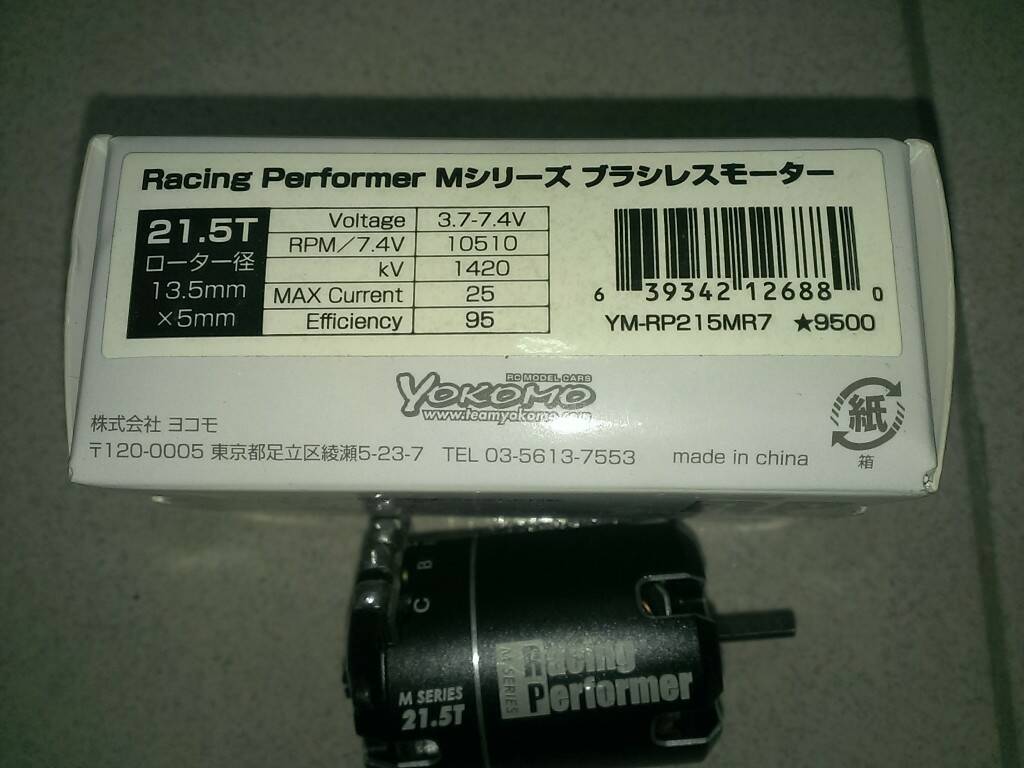 Racing Performer Mシリーズ ブラシレスモーター
21.5T
ローター径
13.5mm
×5mm
Voltage 3.7-7.4V
RPM／7.4V 10510
kV 1420
MAX Current 25
Efficiency 95
6 39342 12688 0
YM-RP215MR7 ★9500
RC MODEL CARS
YOKOMO
www.teamyokomo.com
株式会社 ヨコモ
〒120-0005 東京都足立区綾瀬5-23-7 TEL 03-5613-7553 made in china
紙
箱
B
C
M SERIES
21.5T
M-SERIES
Racing
Performer